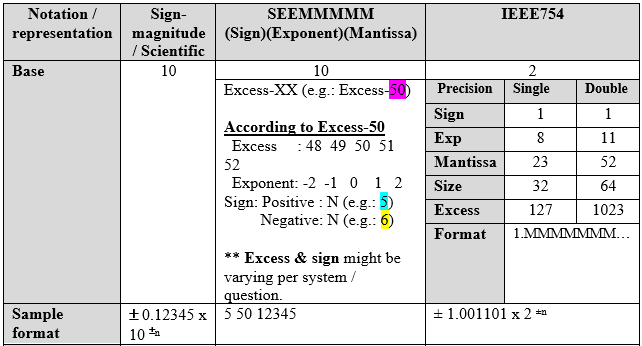 Notation / representation
Sign-magnitude / Scientific
SEEMMMMM (Sign)(Exponent)(Mantissa)
IEEE754
Base
10
10
2
Excess-XX (e.g.: Excess-50)
According to Excess-50
Excess : 48 49 50 51
52
Exponent: -2 -1 0 1 2
Sign: Positive : N (e.g.: 5)
Negative: N (e.g.: 6)
** Excess & sign might be
varying per system /
question.
Precision Single Double
Sign 1 1
Exp 8 11
Mantissa 23 52
Size 32 64
Excess 127 1023
Format 1.MMMMMMM…
Sample format
± 0.12345 x
10 ±n
5 50 12345
± 1.001101 x 2 ±n